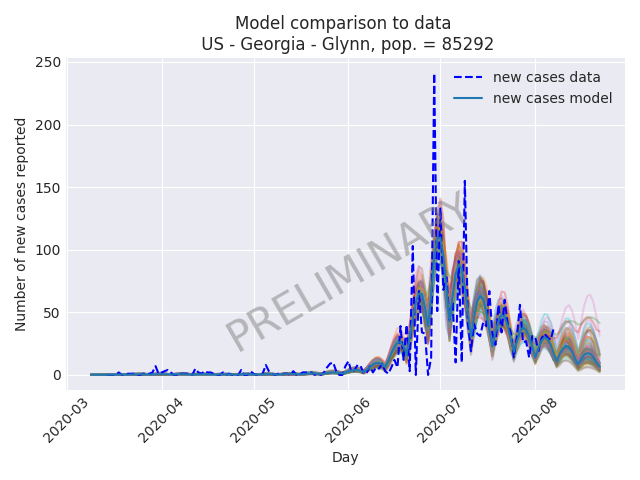 Model comparison to data
US - Georgia - Glynn, pop. = 85292
new cases data
new cases model
Number of new cases reported
250
200
150
100
50
0
PRELIMINARY
2020-03
2020-04
2020-05
2020-06
2020-07
2020-08
Day